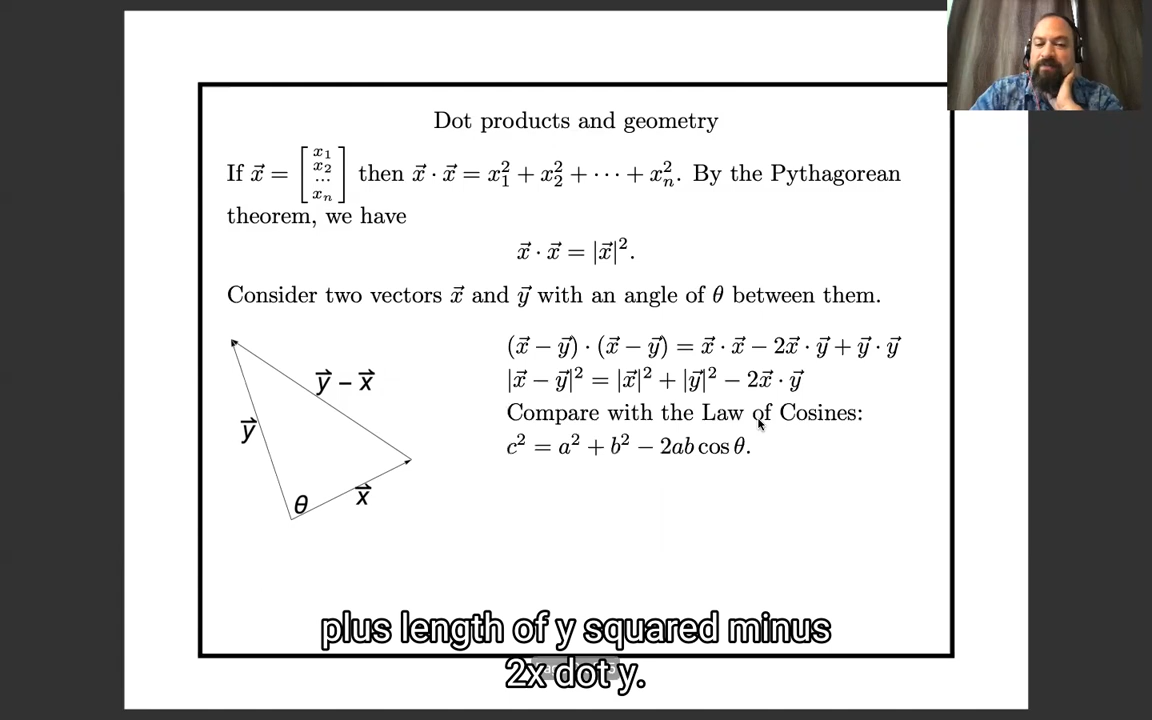 Dot products and geometry
If x⃗ = [x₁ x₂ ... xₙ] then x⃗ · x⃗ = x₁² + x₂² + ··· + xₙ². By the Pythagorean
theorem, we have
x⃗ · x⃗ = |x⃗|².
Consider two vectors x⃗ and y⃗ with an angle of θ between them.
(x⃗ − y⃗) · (x⃗ − y⃗) = x⃗ · x⃗ − 2x⃗ · y⃗ + y⃗ · y⃗
|x⃗ − y⃗|² = |x⃗|² + |y⃗|² − 2x⃗ · y⃗
Compare with the Law of Cosines:
c² = a² + b² − 2ab cos θ.
y⃗ − x⃗
y⃗
θ
x⃗
plus length of y squared minus
2x dot y.